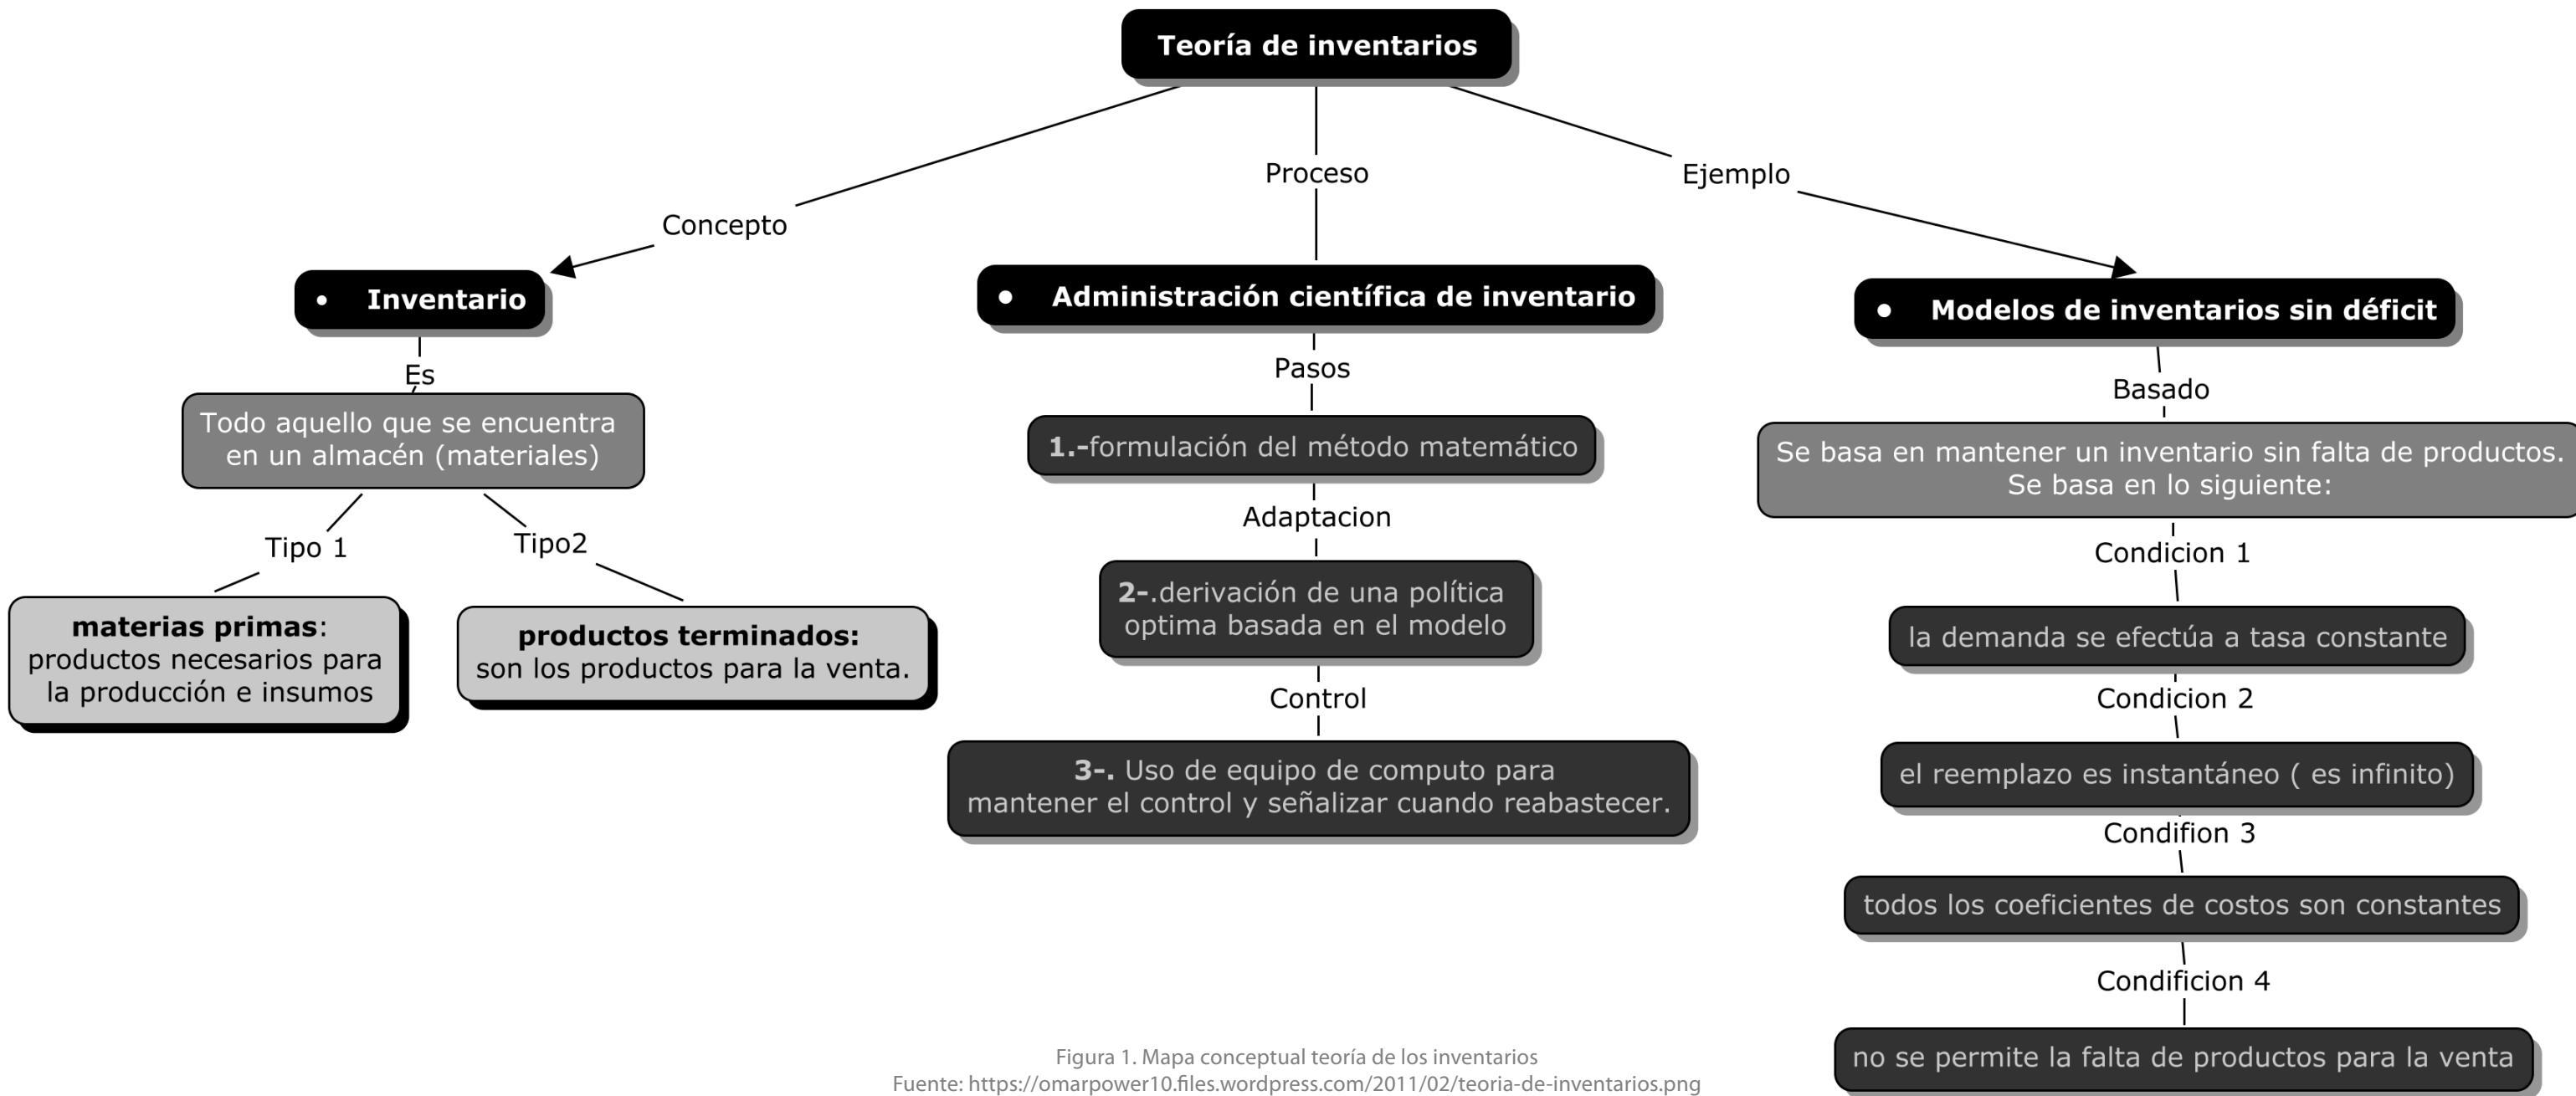 Teoría de inventarios
Concepto
• Inventario
Es
Todo aquello que se encuentra
en un almacén (materiales)
Tipo 1
materias primas:
productos necesarios para
la producción e insumos
Tipo2
productos terminados:
son los productos para la venta.
Proceso
• Administración científica de inventario
Pasos
1.-formulación del método matemático
Adaptacion
2-.derivación de una política
optima basada en el modelo
Control
3-. Uso de equipo de computo para
mantener el control y señalizar cuando reabastecer.
Ejemplo
• Modelos de inventarios sin déficit
Basado
Se basa en mantener un inventario sin falta de productos.
Se basa en lo siguiente:
Condicion 1
la demanda se efectúa a tasa constante
Condicion 2
el reemplazo es instantáneo ( es infinito)
Condifion 3
todos los coeficientes de costos son constantes
Condificion 4
no se permite la falta de productos para la venta
Figura 1. Mapa conceptual teoría de los inventarios
Fuente: https://omarpower10.files.wordpress.com/2011/02/teoria-de-inventarios.png